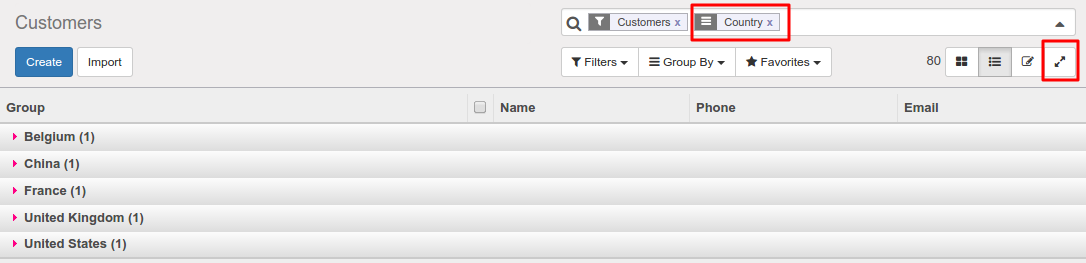 Customers
Customers x Country x
Create Import Filters Group By Favorites 80
Group Name Phone Email
Belgium (1)
China (1)
France (1)
United Kingdom (1)
United States (1)